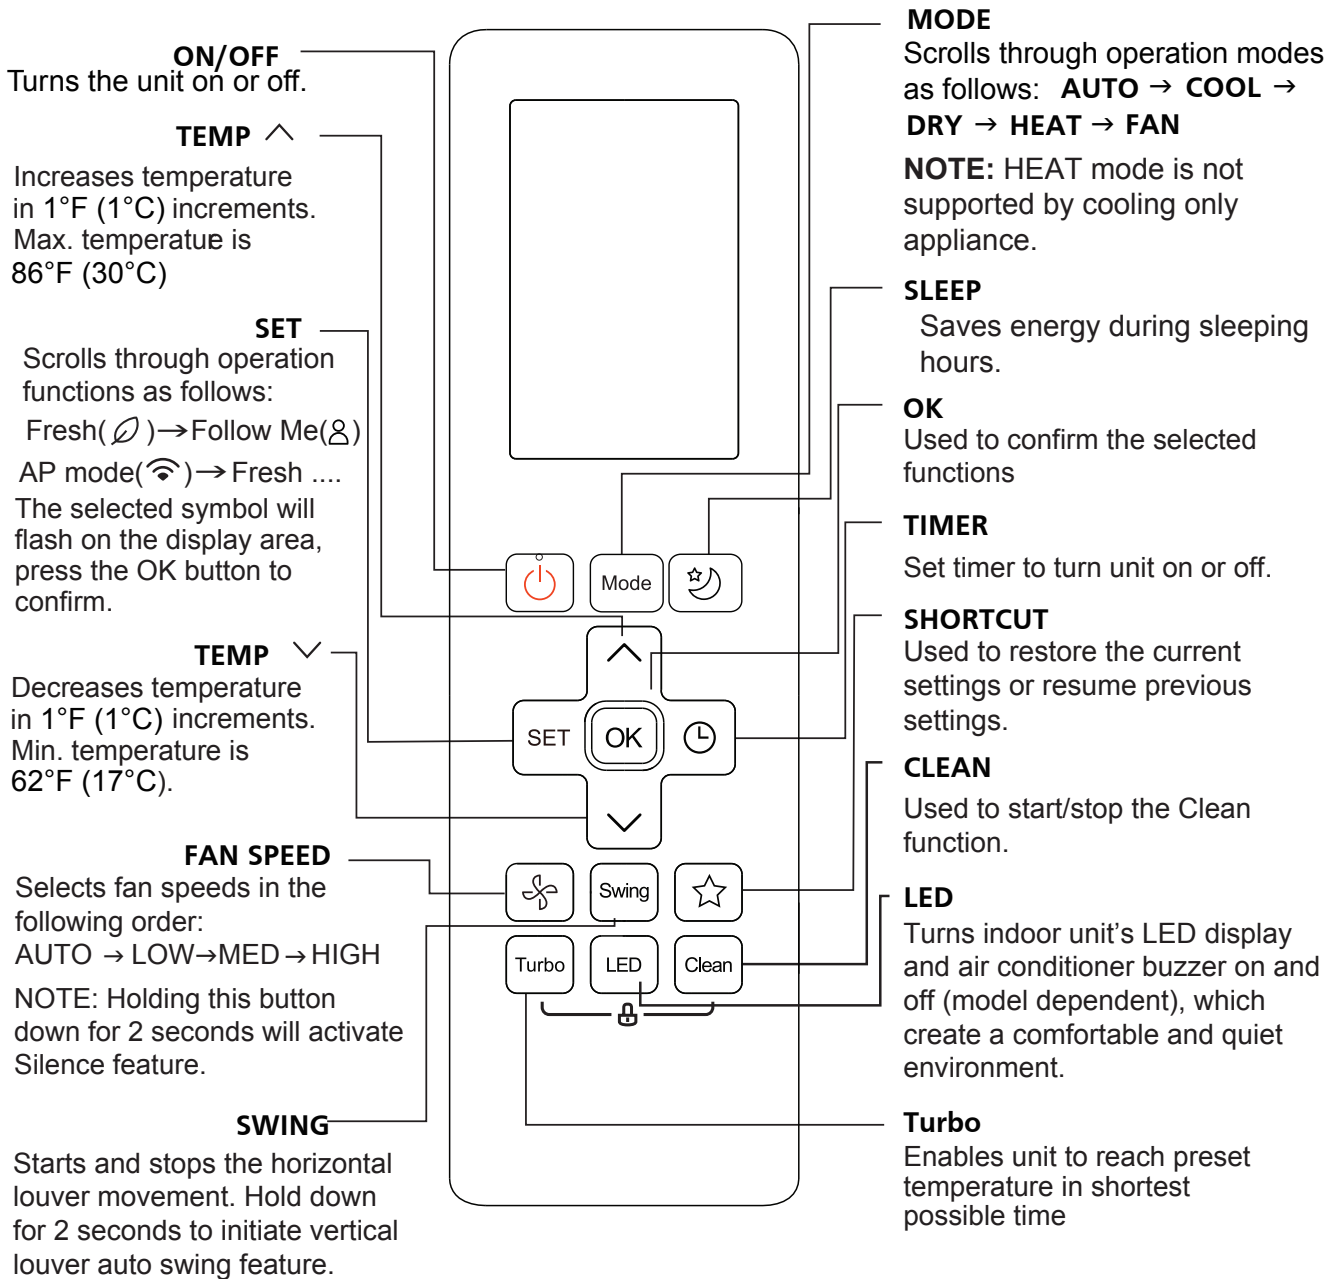 ON/OFF
Turns the unit on or off.
TEMP
Increases temperature
in 1°F (1°C) increments.
Max. temperature is
86°F (30°C)
SET
Scrolls through operation
functions as follows:
Fresh( )→Follow Me( )
AP mode( )→ Fresh ....
The selected symbol will
flash on the display area,
press the OK button to
confirm.
TEMP
Decreases temperature
in 1°F (1°C) increments.
Min. temperature is
62°F (17°C).
FAN SPEED
Selects fan speeds in the
following order:
AUTO → LOW→MED→HIGH
NOTE: Holding this button
down for 2 seconds will activate
Silence feature.
SWING
Starts and stops the horizontal
louver movement. Hold down
for 2 seconds to initiate vertical
louver auto swing feature.
Mode
SET
OK
Swing
Turbo
LED
Clean
MODE
Scrolls through operation modes
as follows: AUTO → COOL →
DRY → HEAT → FAN
NOTE: HEAT mode is not
supported by cooling only
appliance.
SLEEP
Saves energy during sleeping
hours.
OK
Used to confirm the selected
functions
TIMER
Set timer to turn unit on or off.
SHORTCUT
Used to restore the current
settings or resume previous
settings.
CLEAN
Used to start/stop the Clean
function.
LED
Turns indoor unit's LED display
and air conditioner buzzer on and
off (model dependent), which
create a comfortable and quiet
environment.
Turbo
Enables unit to reach preset
temperature in shortest
possible time